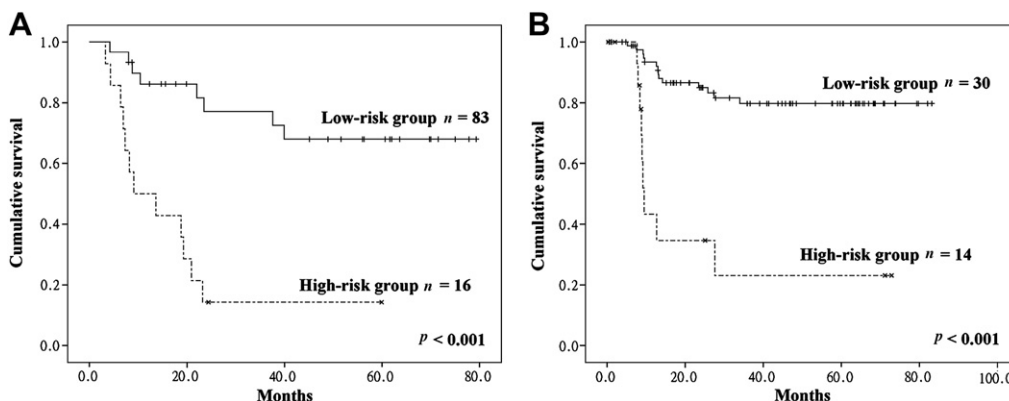 A
Cumulative survival
1.0
0.8
0.6
0.4
0.2
0.0
Low-risk group n = 83
High-risk group n = 16
p < 0.001
0.0 20.0 40.0 60.0 80.0
Months
B
Cumulative survival
1.0
0.8
0.6
0.4
0.2
0.0
Low-risk group n = 30
High-risk group n = 14
p < 0.001
0.0 20.0 40.0 60.0 80.0 100.0
Months